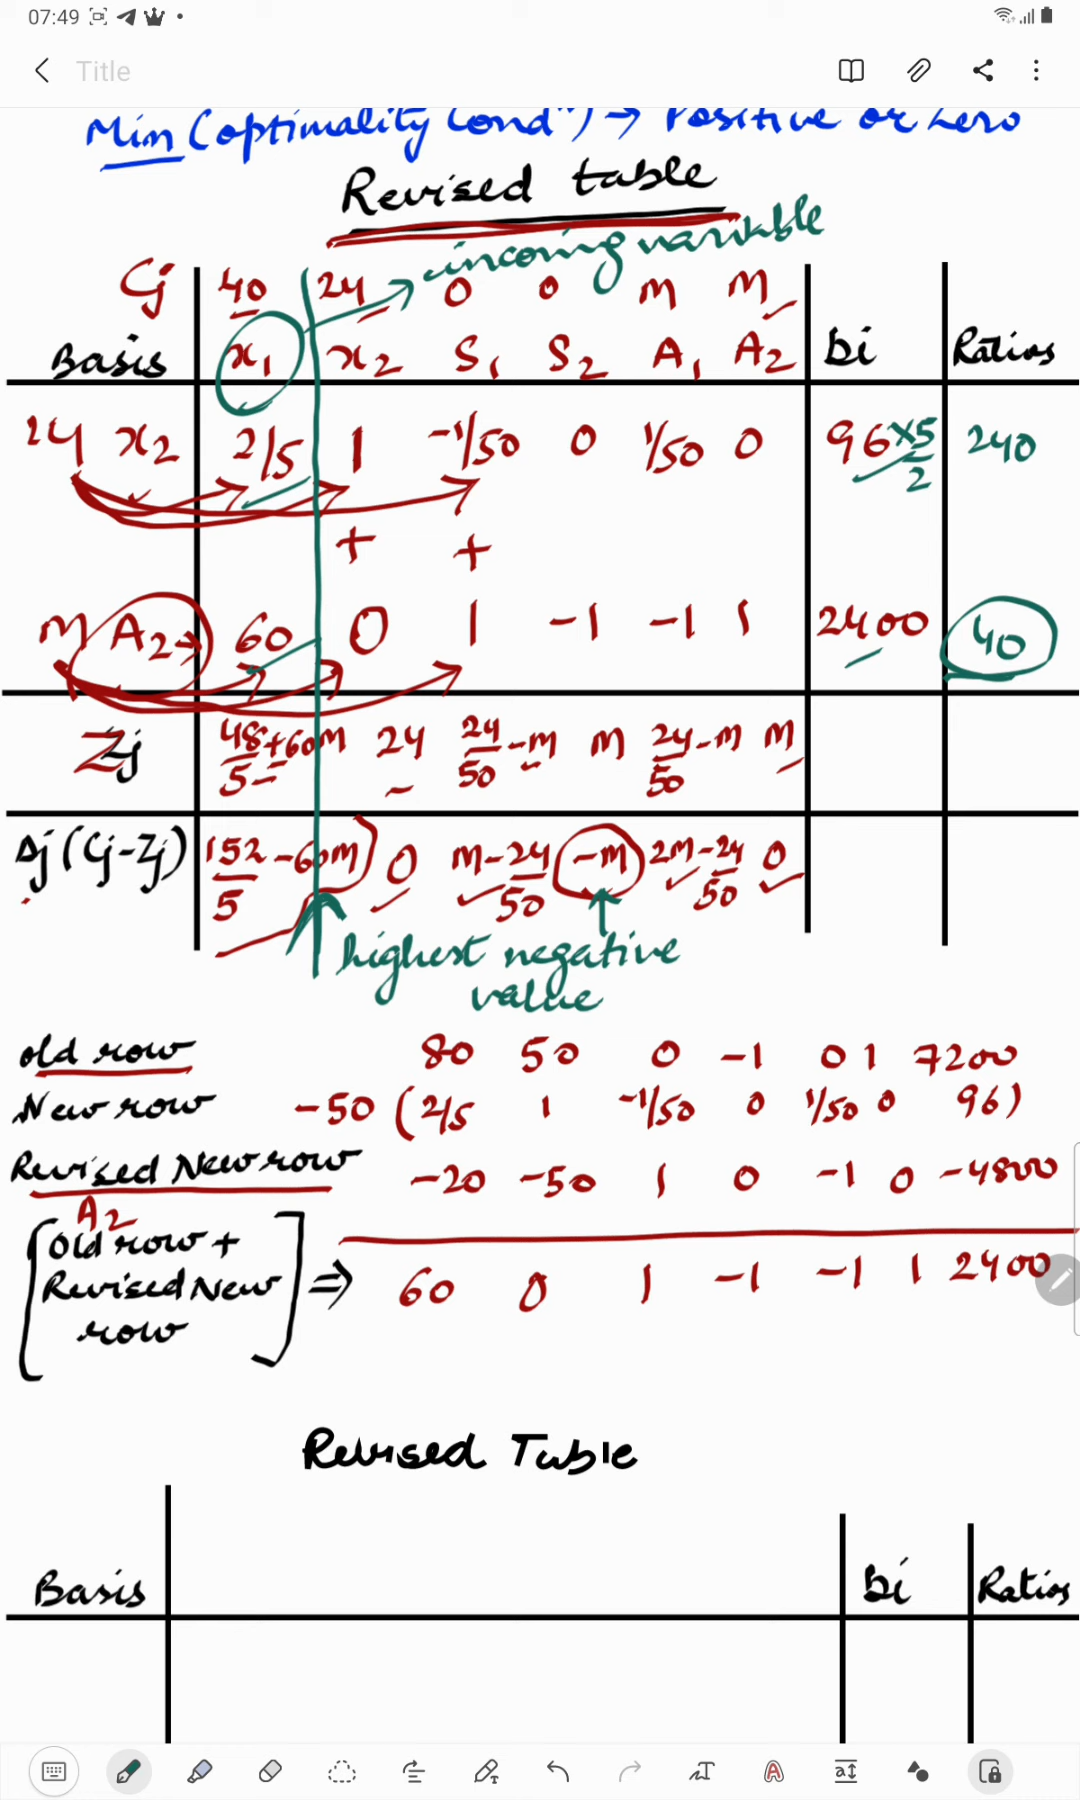 07:49
Title
Min (optimality Condⁿ) → Positive or Zero
Revised table
incoming variable
Cj 40 24 0 0 M M
Basis x₁ x₂ S₁ S₂ A₁ A₂ bi Ratios
24 x₂ 2/5 1 -1/50 0 1/50 0 96 × 5/2 240
+ +
M A₂ → 60 0 1 -1 -1 1 2400 40
Zj 48/5+60M 24 24/50-M M 24/50-M M
Δj (Cj-Zj) 152/5-60M 0 M-24/50 -M 2M-24/50 0
highest negative
value
old row 80 50 0 -1 0 1 7200
New row -50 (2/5 1 -1/50 0 1/50 0 96)
Revised New row -20 -50 1 0 -1 0 -4800
A₂
[Old row +
Revised New
row] ⇒ 60 0 1 -1 -1 1 2400
Revised Table
Basis bi Ratios